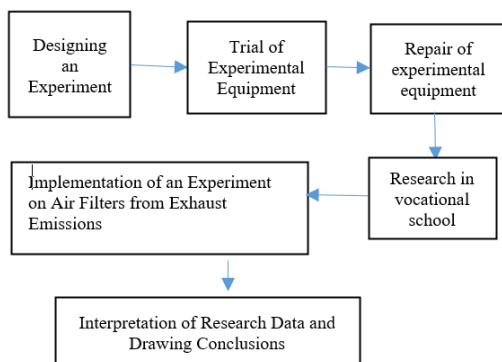 Designing
an
Experiment
Trial of
Experimental
Equipment
Repair of
experimental
equipment
Research in
vocational
school
Implementation of an Experiment
on Air Filters from Exhaust
Emissions
Interpretation of Research Data and
Drawing Conclusions